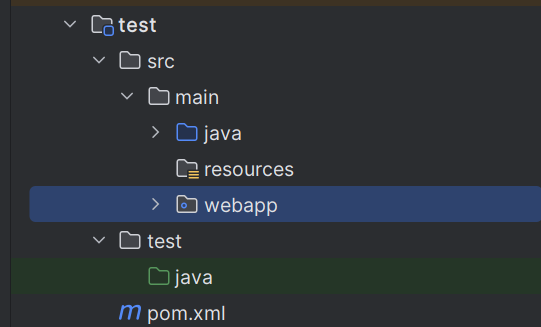 test
src
main
java
resources
webapp
test
java
m pom.xml